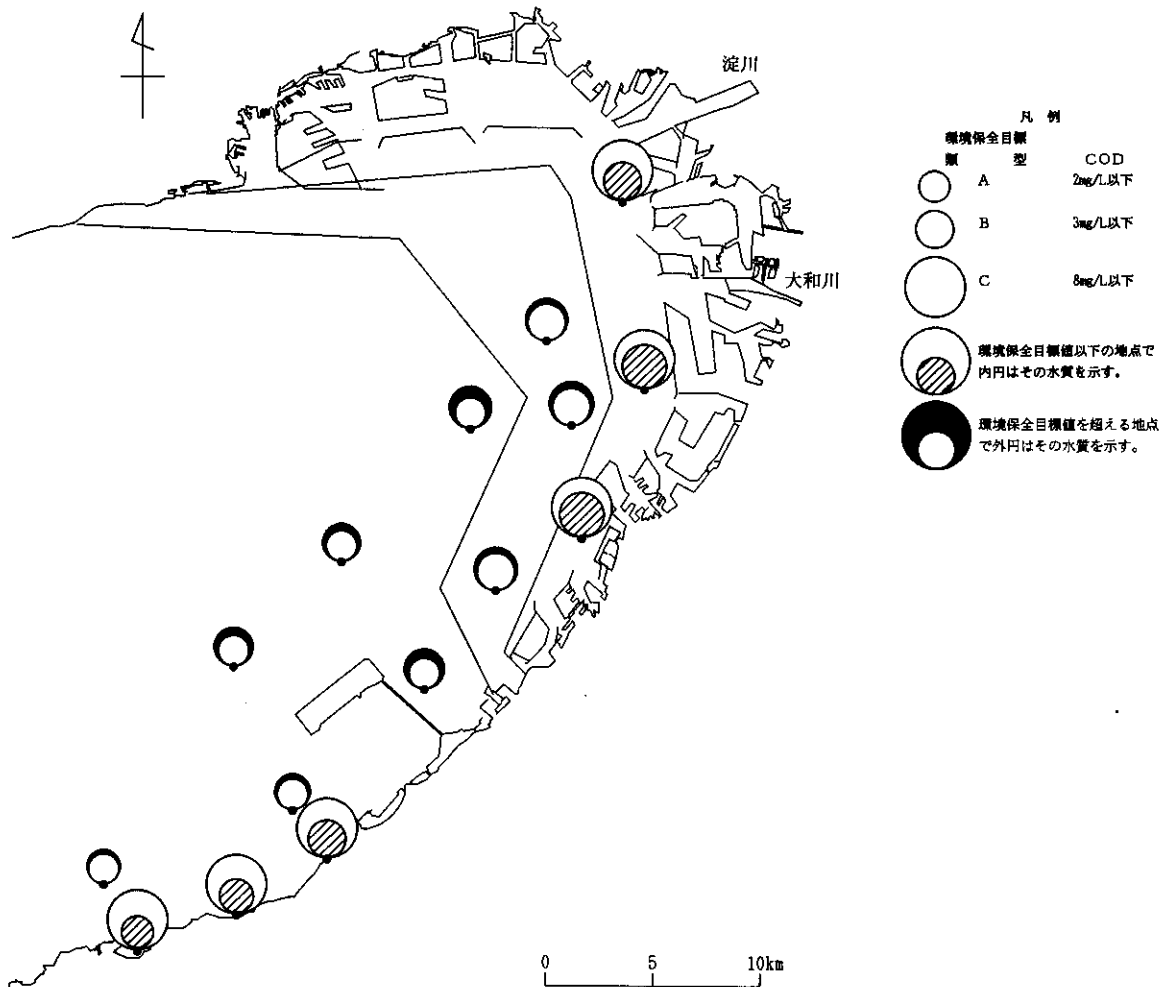 淀川
大和川
凡 例
環境保全目標
類 型 COD
A 2mg/L以下
B 3mg/L以下
C 8mg/L以下
環境保全目標値以下の地点で
内円はその水質を示す。
環境保全目標値を超える地点
で外円はその水質を示す。
0 5 10km